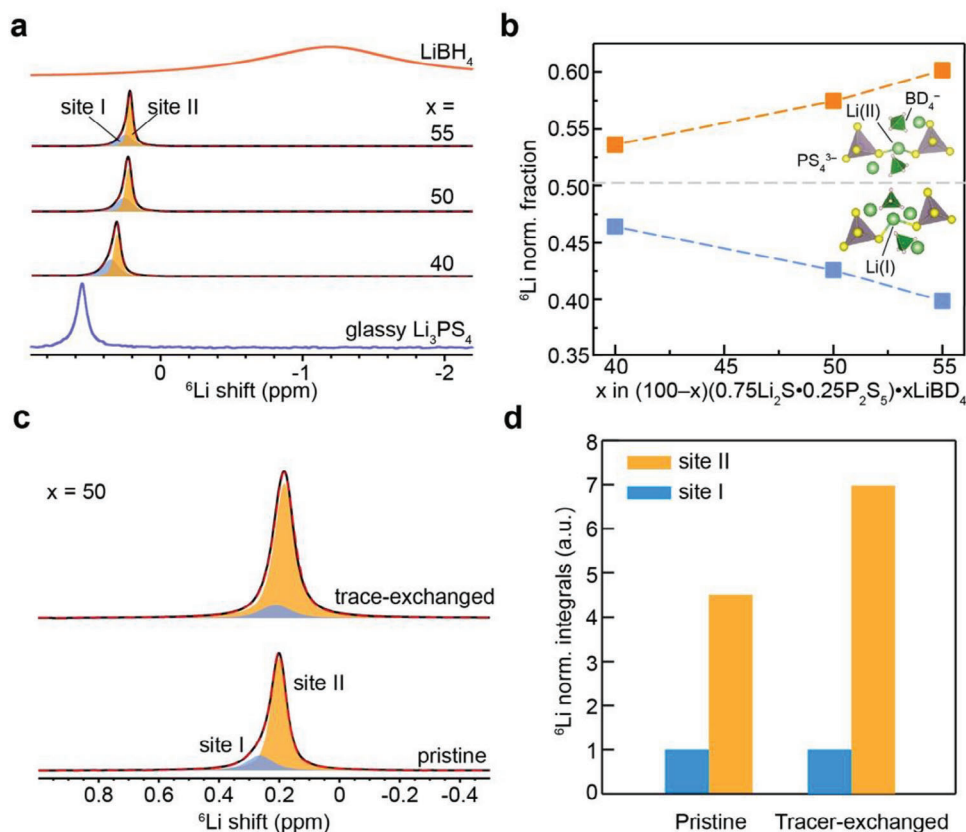 a
LiBH₄
site I
site II
x =
55
50
40
glassy Li₃PS₄
0
-1
-2
⁶Li shift (ppm)
b
0.60
0.55
0.50
0.45
0.40
0.35
⁶Li norm. fraction
Li(II)
BD₄⁻
PS₄³⁻
Li(I)
40
45
50
55
x in (100–x)(0.75Li₂S•0.25P₂S₅)•xLiBD₄
c
x = 50
trace-exchanged
site II
site I
pristine
0.8
0.6
0.4
0.2
0
-0.2
-0.4
⁶Li shift (ppm)
d
8
7
6
5
4
3
2
1
0
⁶Li norm. integrals (a.u.)
site II
site I
Pristine
Tracer-exchanged